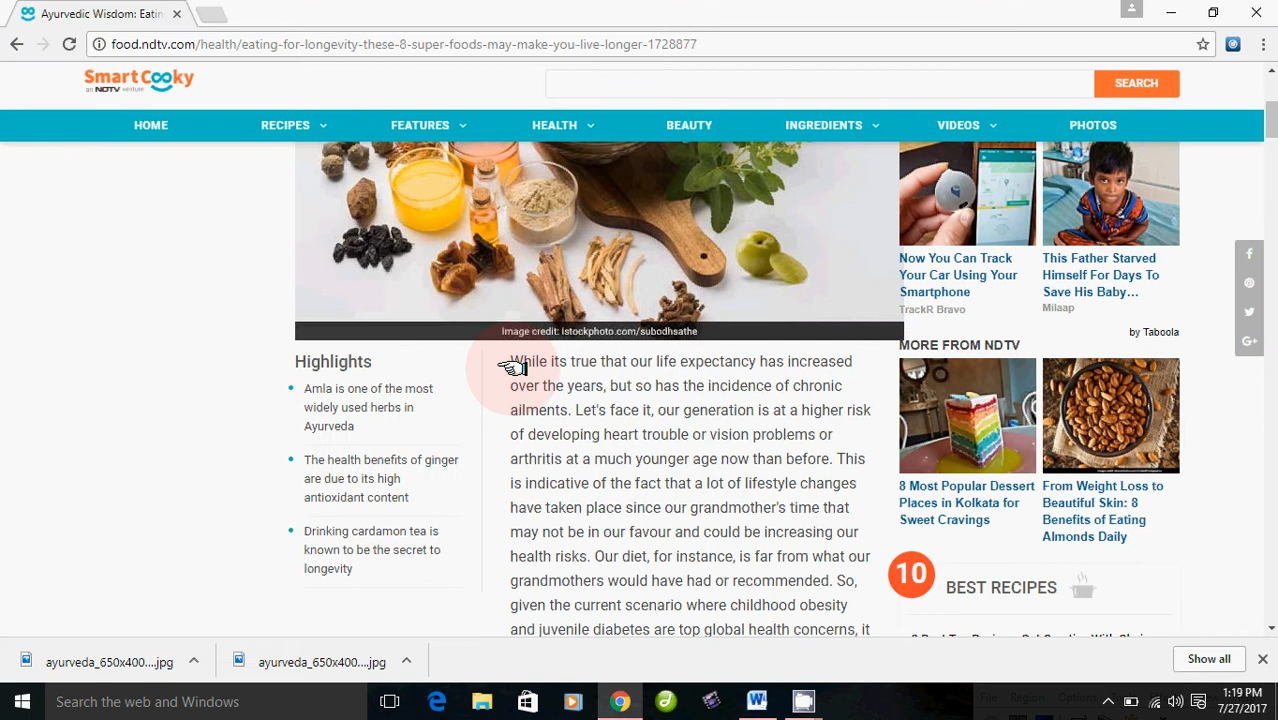 Ayurvedic Wisdom: Eatin
food.ndtv.com/health/eating-for-longevity-these-8-super-foods-may-make-you-live-longer-1728877
Smart Cooky
an NDTV venture
SEARCH
HOME RECIPES FEATURES HEALTH BEAUTY INGREDIENTS VIDEOS PHOTOS
Image credit: istockphoto.com/subodhsathe
Highlights
Amla is one of the most
widely used herbs in
Ayurveda
The health benefits of ginger
are due to its high
antioxidant content
Drinking cardamon tea is
known to be the secret to
longevity
While its true that our life expectancy has increased
over the years, but so has the incidence of chronic
ailments. Let's face it, our generation is at a higher risk
of developing heart trouble or vision problems or
arthritis at a much younger age now than before. This
is indicative of the fact that a lot of lifestyle changes
have taken place since our grandmother's time that
may not be in our favour and could be increasing our
health risks. Our diet, for instance, is far from what our
grandmothers would have had or recommended. So,
given the current scenario where childhood obesity
and juvenile diabetes are top global health concerns, it
Now You Can Track
Your Car Using Your
Smartphone
TrackR Bravo
This Father Starved
Himself For Days To
Save His Baby…
Milaap
by Taboola
MORE FROM NDTV
8 Most Popular Dessert
Places in Kolkata for
Sweet Cravings
From Weight Loss to
Beautiful Skin: 8
Benefits of Eating
Almonds Daily
10 BEST RECIPES
ayurveda_650x400....jpg
ayurveda_650x400....jpg
Show all
Search the web and Windows
File Region Options
1:19 PM
7/27/2017